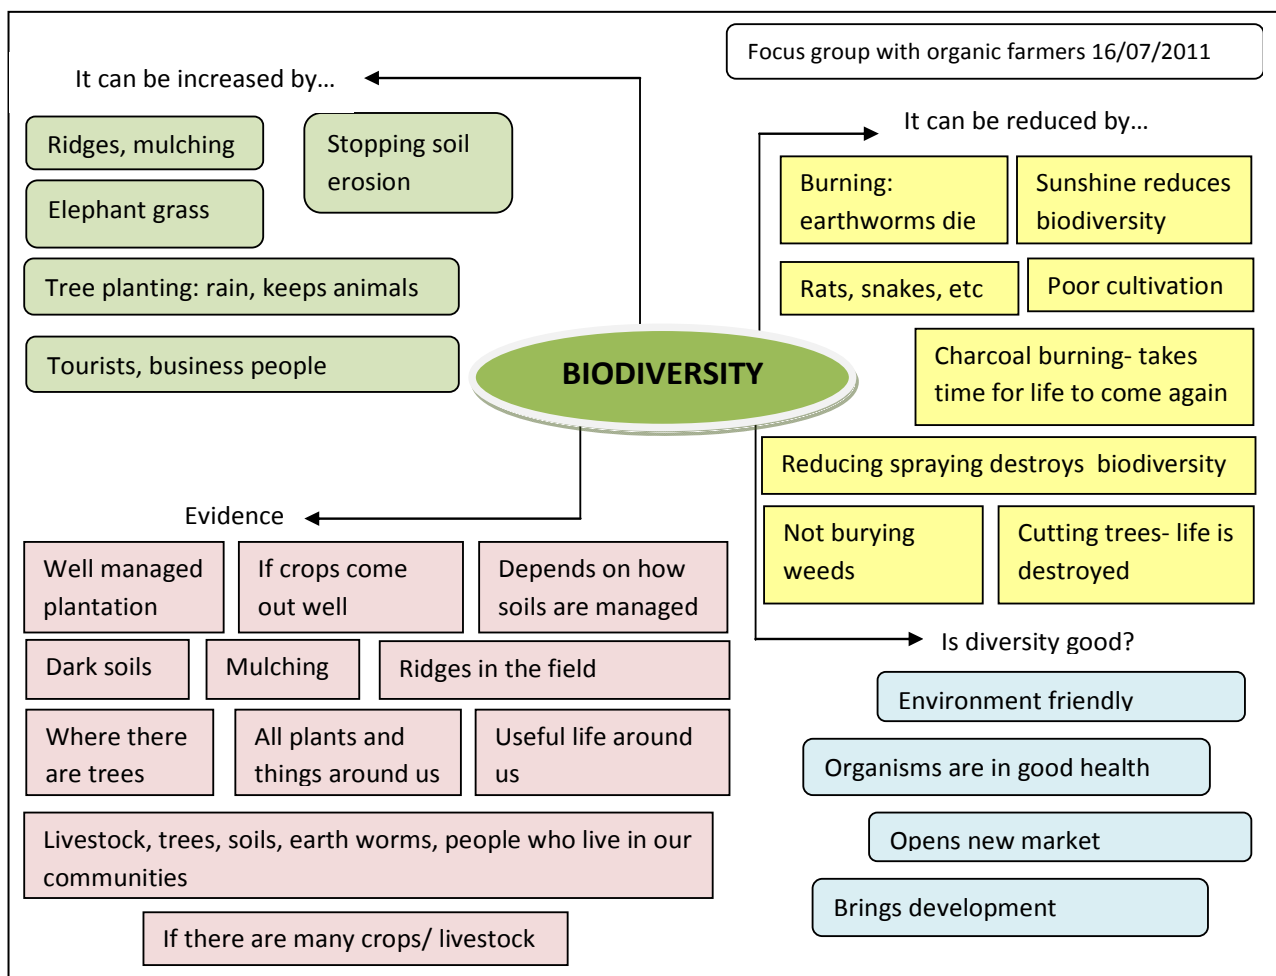 Focus group with organic farmers 16/07/2011
It can be increased by...
Ridges, mulching
Stopping soil
erosion
Elephant grass
Tree planting: rain, keeps animals
Tourists, business people
It can be reduced by...
Burning:
earthworms die
Sunshine reduces
biodiversity
Rats, snakes, etc
Poor cultivation
Charcoal burning- takes
time for life to come again
Reducing spraying destroys biodiversity
Not burying
weeds
Cutting trees- life is
destroyed
BIODIVERSITY
Evidence
Well managed
plantation
If crops come
out well
Depends on how
soils are managed
Dark soils
Mulching
Ridges in the field
Where there
are trees
All plants and
things around us
Useful life around
us
Livestock, trees, soils, earth worms, people who live in our
communities
If there are many crops/ livestock
Is diversity good?
Environment friendly
Organisms are in good health
Opens new market
Brings development